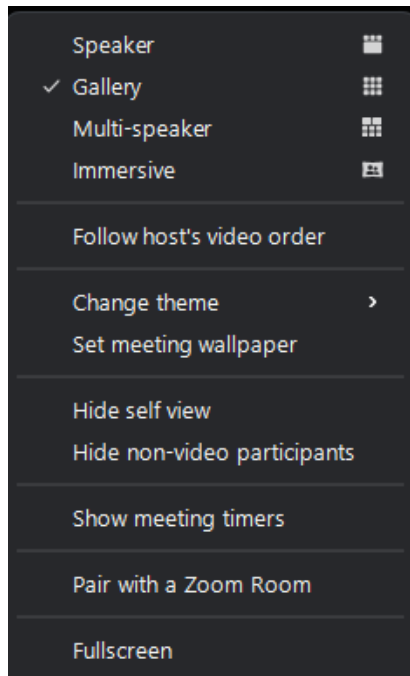 Speaker
Gallery
Multi-speaker
Immersive
Follow host's video order
Change theme
Set meeting wallpaper
Hide self view
Hide non-video participants
Show meeting timers
Pair with a Zoom Room
Fullscreen